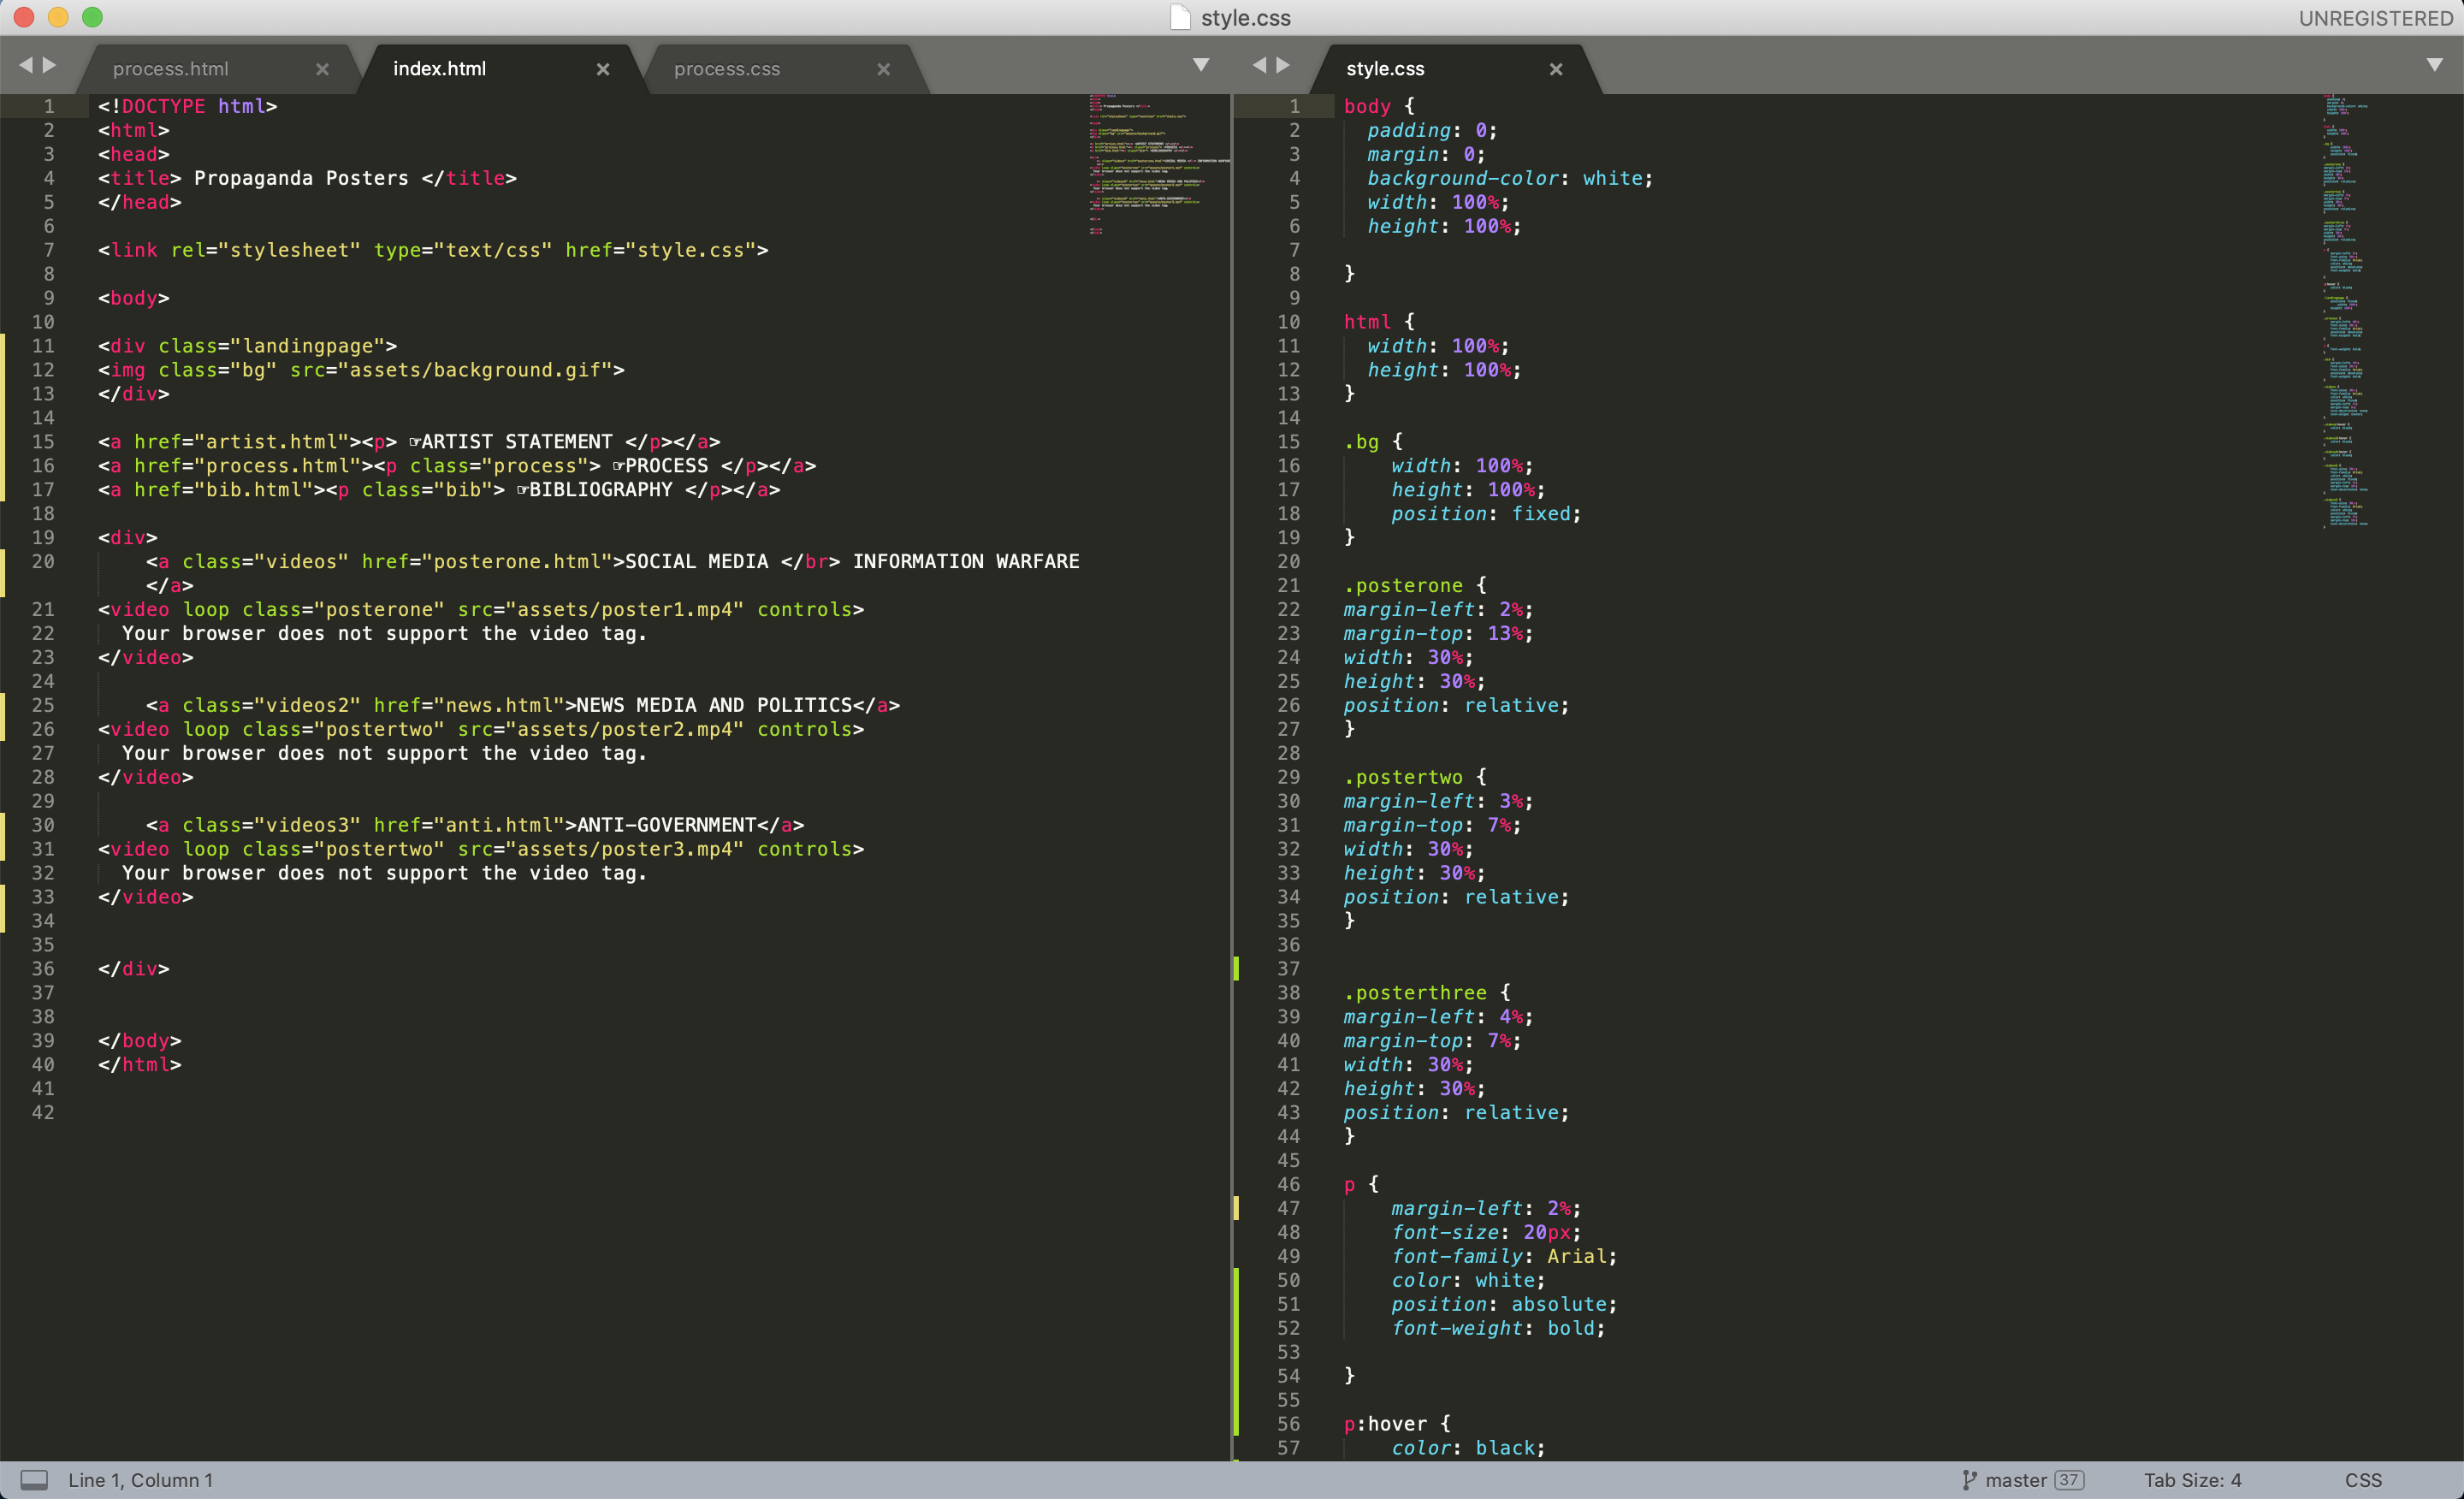 style.css
UNREGISTERED
process.html ×
index.html ×
process.css ×
style.css ×
1 <!DOCTYPE html>
2 <html>
3 <head>
4 <title> Propaganda Posters </title>
5 </head>
6
7 <link rel="stylesheet" type="text/css" href="style.css">
8
9 <body>
10
11 <div class="landingpage">
12 <img class="bg" src="assets/background.gif">
13 </div>
14
15 <a href="artist.html"><p> ☞ARTIST STATEMENT </p></a>
16 <a href="process.html"><p class="process"> ☞PROCESS </p></a>
17 <a href="bib.html"><p class="bib"> ☞BIBLIOGRAPHY </p></a>
18
19 <div>
20     <a class="videos" href="posterone.html">SOCIAL MEDIA </br> INFORMATION WARFARE
    </a>
21 <video loop class="posterone" src="assets/poster1.mp4" controls>
22   Your browser does not support the video tag.
23 </video>
24
25     <a class="videos2" href="news.html">NEWS MEDIA AND POLITICS</a>
26 <video loop class="postertwo" src="assets/poster2.mp4" controls>
27   Your browser does not support the video tag.
28 </video>
29
30     <a class="videos3" href="anti.html">ANTI-GOVERNMENT</a>
31 <video loop class="postertwo" src="assets/poster3.mp4" controls>
32   Your browser does not support the video tag.
33 </video>
34
35
36 </div>
37
38
39 </body>
40 </html>
41
42
1 body {
2   padding: 0;
3   margin: 0;
4   background-color: white;
5   width: 100%;
6   height: 100%;
7
8 }
9
10 html {
11   width: 100%;
12   height: 100%;
13 }
14
15 .bg {
16     width: 100%;
17     height: 100%;
18     position: fixed;
19 }
20
21 .posterone {
22 margin-left: 2%;
23 margin-top: 13%;
24 width: 30%;
25 height: 30%;
26 position: relative;
27 }
28
29 .postertwo {
30 margin-left: 3%;
31 margin-top: 7%;
32 width: 30%;
33 height: 30%;
34 position: relative;
35 }
36
37
38 .posterthree {
39 margin-left: 4%;
40 margin-top: 7%;
41 width: 30%;
42 height: 30%;
43 position: relative;
44 }
45
46 p {
47     margin-left: 2%;
48     font-size: 20px;
49     font-family: Arial;
50     color: white;
51     position: absolute;
52     font-weight: bold;
53
54 }
55
56 p:hover {
57     color: black;
Line 1, Column 1
master 37
Tab Size: 4
CSS